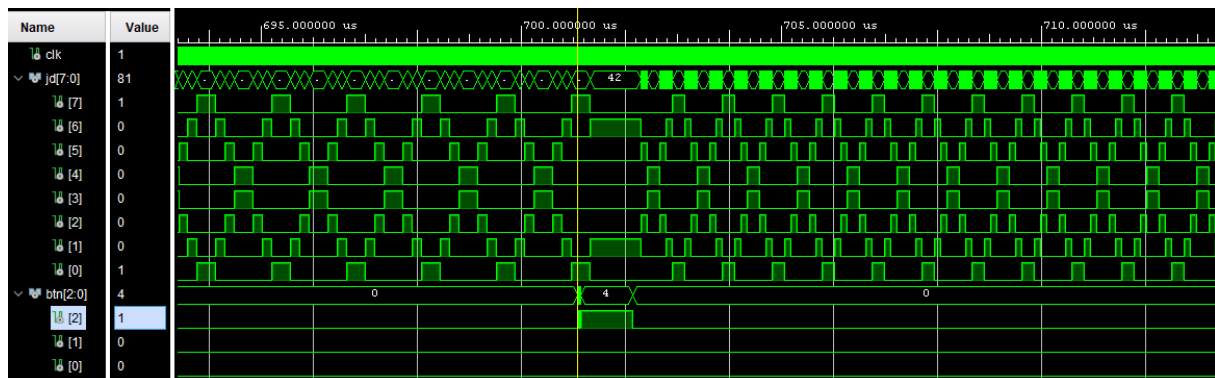 Name Value 695.000000 us 700.000000 us 705.000000 us 710.000000 us
clk 1
jd[7:0] 81 42
[7] 1
[6] 0
[5] 0
[4] 0
[3] 0
[2] 0
[1] 0
[0] 1
btn[2:0] 4 0 4 0
[2] 1
[1] 0
[0] 0